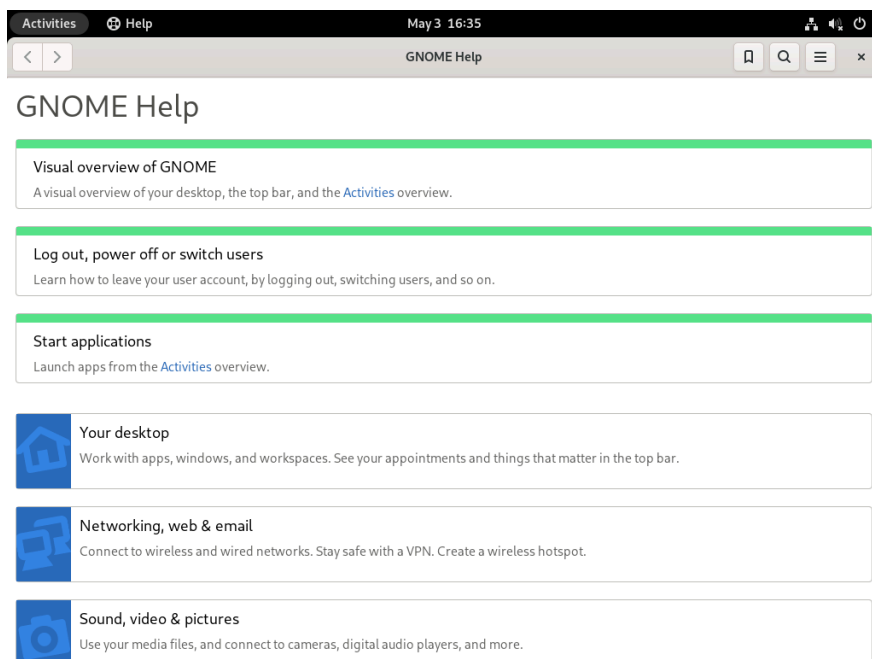 Activities Help May 3 16:35
GNOME Help
GNOME Help
Visual overview of GNOME
A visual overview of your desktop, the top bar, and the Activities overview.
Log out, power off or switch users
Learn how to leave your user account, by logging out, switching users, and so on.
Start applications
Launch apps from the Activities overview.
Your desktop
Work with apps, windows, and workspaces. See your appointments and things that matter in the top bar.
Networking, web & email
Connect to wireless and wired networks. Stay safe with a VPN. Create a wireless hotspot.
Sound, video & pictures
Use your media files, and connect to cameras, digital audio players, and more.